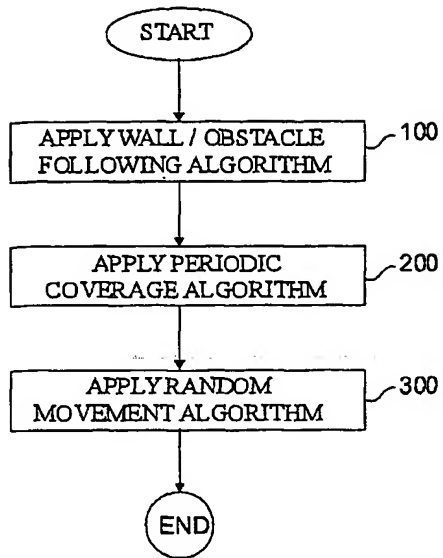 START
APPLY WALL / OBSTACLE
FOLLOWING ALGORITHM
100
APPLY PERIODIC
COVERAGE ALGORITHM
200
APPLY RANDOM
MOVEMENT ALGORITHM
300
END